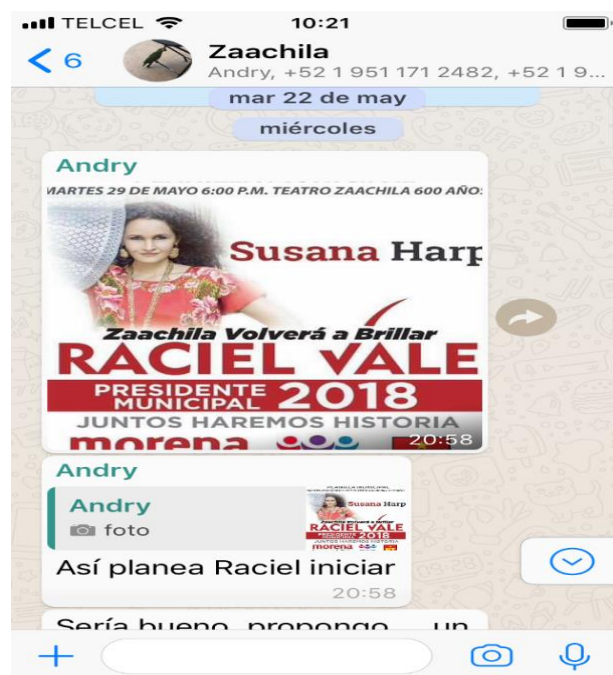 TELCEL 10:21
6 Zaachila
Andry, +52 1 951 171 2482, +52 1 9...
mar 22 de may
miércoles
Andry
MARTES 29 DE MAYO 6:00 P.M. TEATRO ZAACHILA 600 AÑO
Susana Harp
Zaachila Volverá a Brillar
RACIEL VALE
PRESIDENTE
MUNICIPAL 2018
JUNTOS HAREMOS HISTORIA
morena
20:58
Andry
Andry
foto
Susana Harp
RACIEL VALE
2018
morena
Así planea Raciel iniciar
20:58
Sería bueno, propongo... un